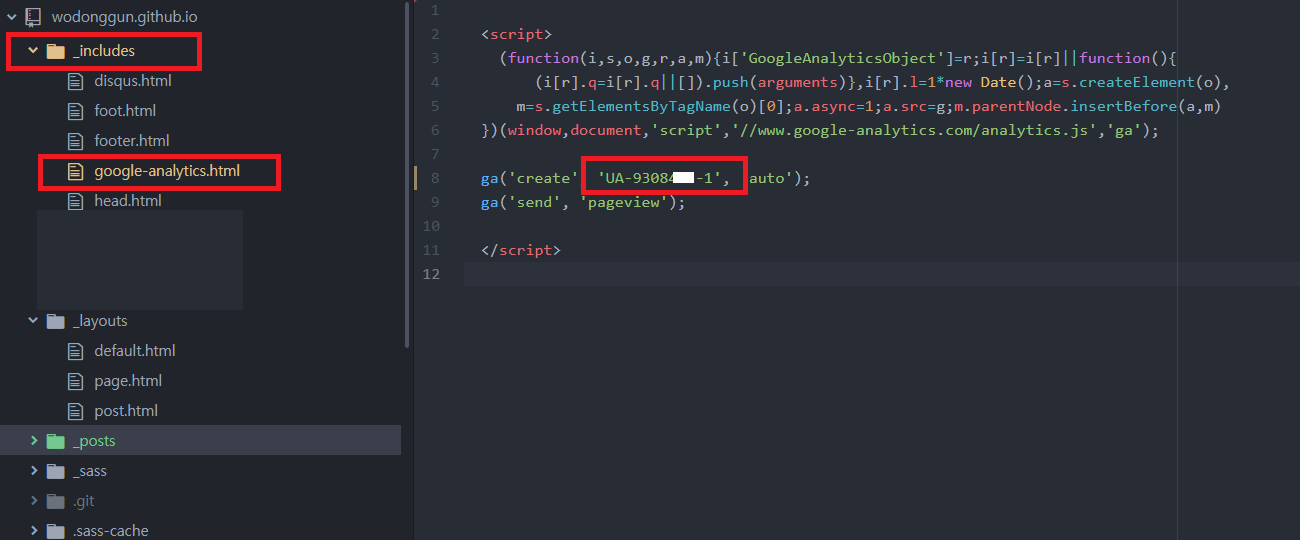 wodonggun.github.io
_includes
disqus.html
foot.html
footer.html
google-analytics.html
head.html
_layouts
default.html
page.html
post.html
_posts
_sass
.git
.sass-cache
1
2 <script>
3 (function(i,s,o,g,r,a,m){i['GoogleAnalyticsObject']=r;i[r]=i[r]||function(){
4 (i[r].q=i[r].q||[]).push(arguments)},i[r].l=1*new Date();a=s.createElement(o),
5 m=s.getElementsByTagName(o)[0];a.async=1;a.src=g;m.parentNode.insertBefore(a,m)
6 })(window,document,'script','//www.google-analytics.com/analytics.js','ga');
7
8 ga('create' 'UA-9308 -1', auto');
9 ga('send', 'pageview');
10
11 </script>
12